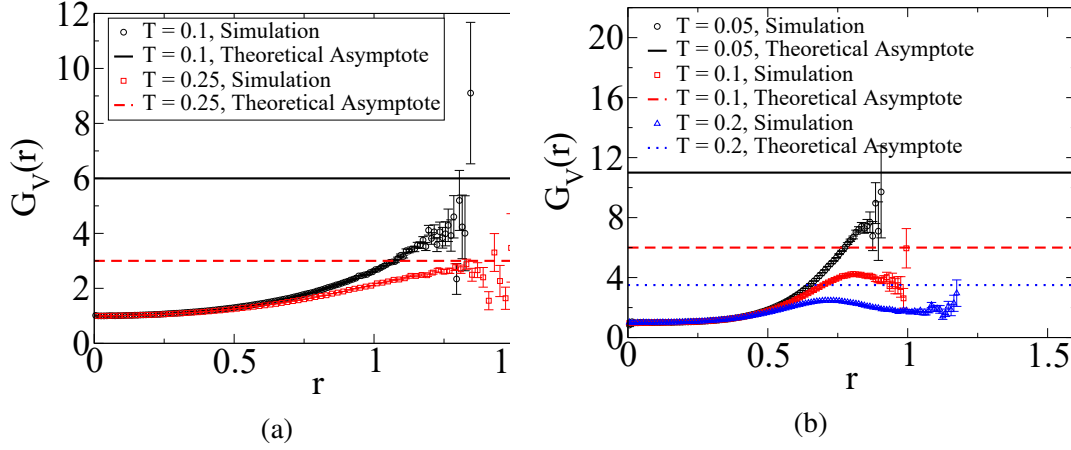 12
10
8
6
4
2
G_V(r)
T = 0.1, Simulation
T = 0.1, Theoretical Asymptote
T = 0.25, Simulation
T = 0.25, Theoretical Asymptote
0 0.5 1 1
r
(a)
20
16
12
8
4
0
G_V(r)
T = 0.05, Simulation
T = 0.05, Theoretical Asymptote
T = 0.1, Simulation
T = 0.1, Theoretical Asymptote
T = 0.2, Simulation
T = 0.2, Theoretical Asymptote
0 0.5 1 1.5
r
(b)